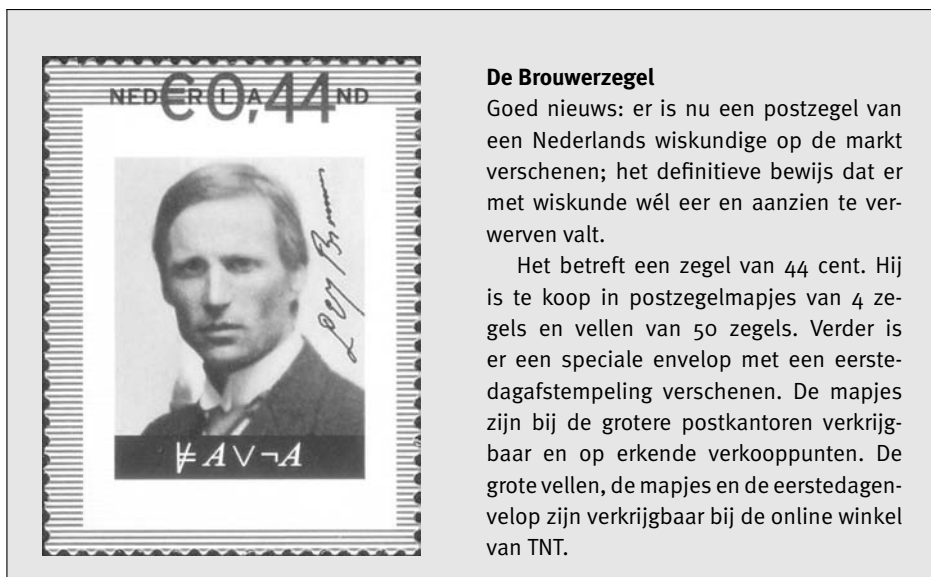 NEDERLAND
€0,44
L E J Brouwer
⊭ A ∨ ¬A
De Brouwerzegel
Goed nieuws: er is nu een postzegel van
een Nederlands wiskundige op de markt
verschenen; het definitieve bewijs dat er
met wiskunde wél eer en aanzien te ver-
werven valt.
Het betreft een zegel van 44 cent. Hij
is te koop in postzegelmapjes van 4 ze-
gels en vellen van 50 zegels. Verder is
er een speciale envelop met een eerste-
dagafstempeling verschenen. De mapjes
zijn bij de grotere postkantoren verkrijg-
baar en op erkende verkooppunten. De
grote vellen, de mapjes en de eerstedagen-
velop zijn verkrijgbaar bij de online winkel
van TNT.